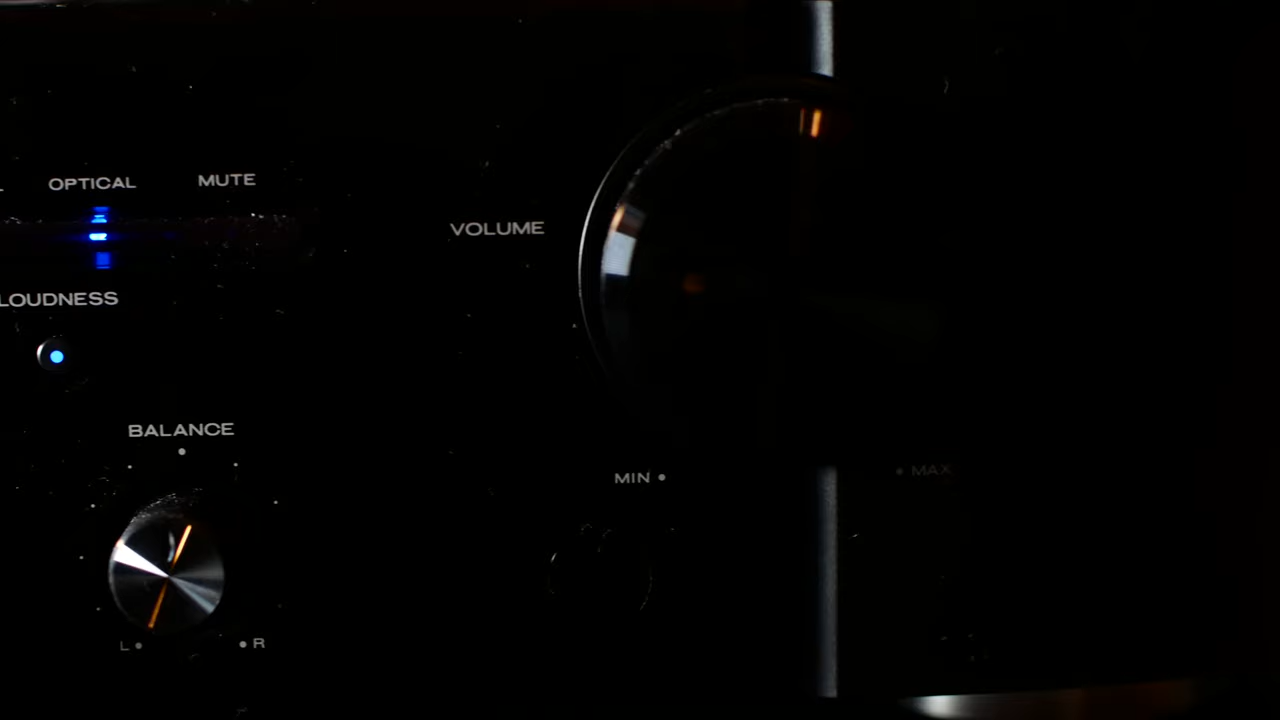 OPTICAL MUTE
VOLUME
LOUDNESS
BALANCE
MIN
MAX
L R